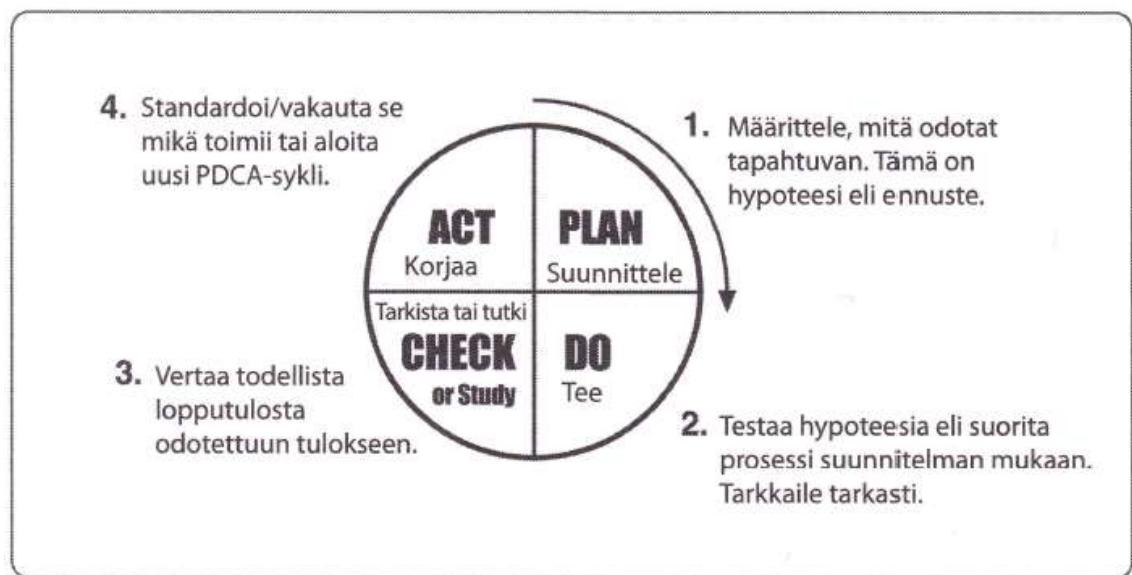 4. Standardoi/vakauta se
mikä toimii tai aloita
uusi PDCA-sykli.
1. Määrittele, mitä odotat
tapahtuvan. Tämä on
hypoteesi eli ennuste.
ACT
Korjaa
PLAN
Suunnittele
Tarkista tai tutki
CHECK
or Study
DO
Tee
3. Vertaa todellista
lopputulosta
odotettuun tulokseen.
2. Testaa hypoteesia eli suorita
prosessi suunnitelman mukaan.
Tarkkaile tarkasti.